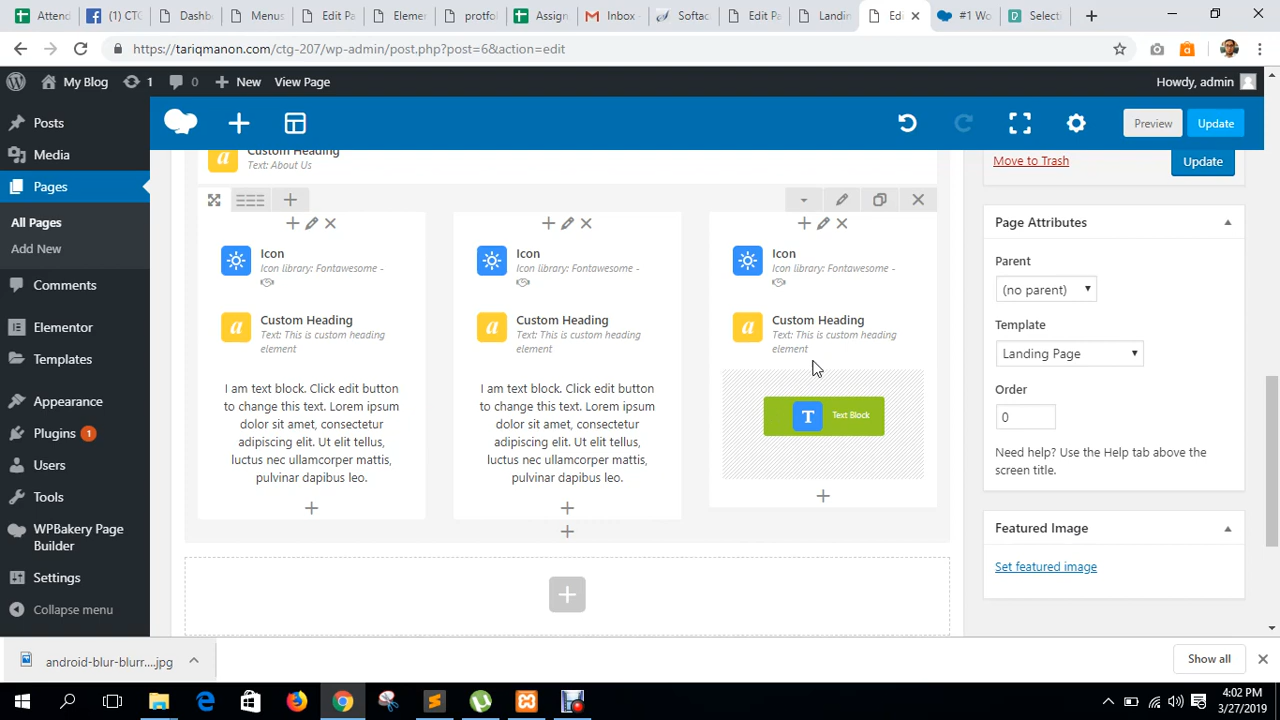 Attend
(1) CTC
Dashb
Menus
Edit Pa
Elemen
protfol
Assign
Inbox -
Softac
Edit Pa
Landin
Edi
#1 Wo
Selecti
https://tariqmanon.com/ctg-207/wp-admin/post.php?post=6&action=edit
My Blog
1
0
New
View Page
Howdy, admin
Posts
Media
Pages
All Pages
Add New
Comments
Elementor
Templates
Appearance
Plugins 1
Users
Tools
WPBakery Page
Builder
Settings
Collapse menu
Preview
Update
Custom Heading
Text: About Us
Icon
Icon library: Fontawesome -
Custom Heading
Text: This is custom heading
element
I am text block. Click edit button
to change this text. Lorem ipsum
dolor sit amet, consectetur
adipiscing elit. Ut elit tellus,
luctus nec ullamcorper mattis,
pulvinar dapibus leo.
Icon
Icon library: Fontawesome -
Custom Heading
Text: This is custom heading
element
I am text block. Click edit button
to change this text. Lorem ipsum
dolor sit amet, consectetur
adipiscing elit. Ut elit tellus,
luctus nec ullamcorper mattis,
pulvinar dapibus leo.
Icon
Icon library: Fontawesome -
Custom Heading
Text: This is custom heading
element
T Text Block
Move to Trash
Update
Page Attributes
Parent
(no parent)
Template
Landing Page
Order
0
Need help? Use the Help tab above the
screen title.
Featured Image
Set featured image
android-blur-blurr....jpg
Show all
4:02 PM
3/27/2019